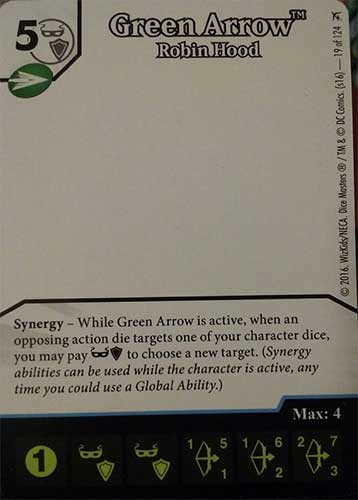 5
Green Arrow™
Robin Hood
© 2016. WizKids/NECA. Dice Masters ® / TM & © DC Comics. (s16) — 19 of 124
Synergy – While Green Arrow is active, when an
opposing action die targets one of your character dice,
you may pay to choose a new target. (Synergy
abilities can be used while the character is active, any
time you could use a Global Ability.)
Max: 4
1
1 5 1
1 6 2
2 7 3